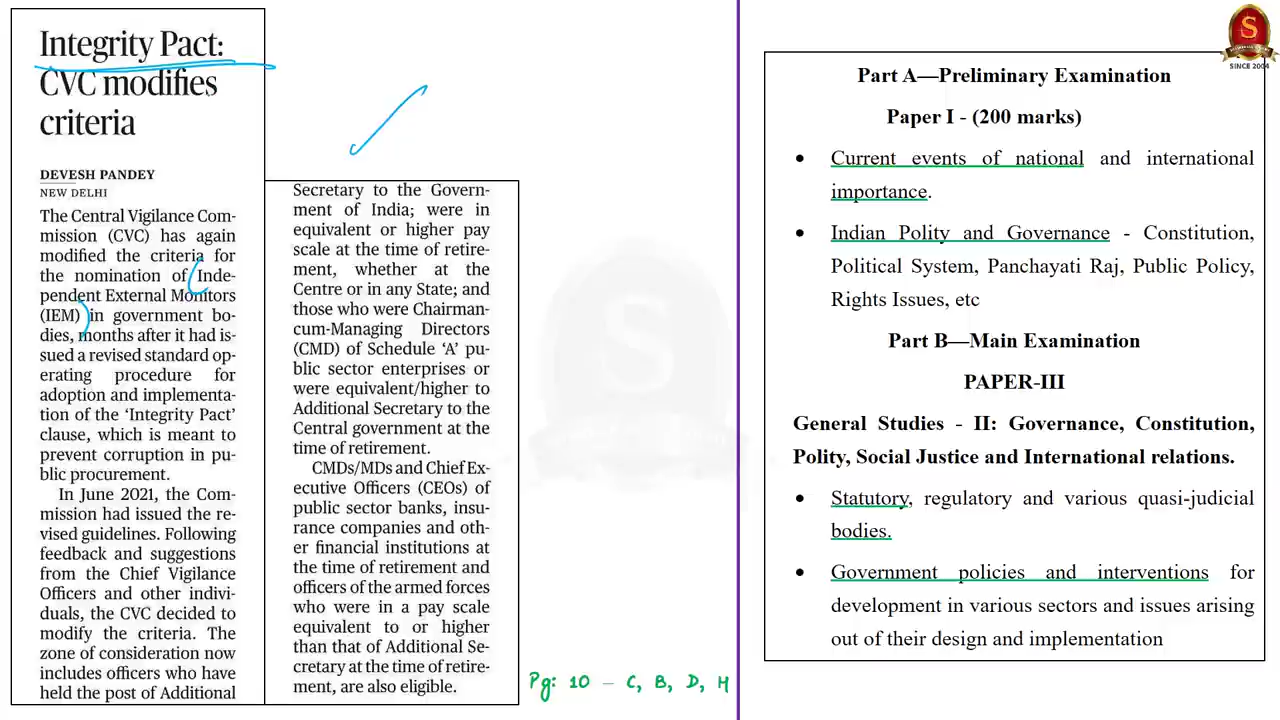 Integrity Pact:
CVC modifies
criteria
DEVESH PANDEY
NEW DELHI
The Central Vigilance Com-
mission (CVC) has again
modified the criteria for
the nomination of Inde-
pendent External Monitors
(IEM) in government bo-
dies, months after it had is-
sued a revised standard op-
erating procedure for
adoption and implementa-
tion of the ‘Integrity Pact’
clause, which is meant to
prevent corruption in pu-
blic procurement.
In June 2021, the Com-
mission had issued the re-
vised guidelines. Following
feedback and suggestions
from the Chief Vigilance
Officers and other indivi-
duals, the CVC decided to
modify the criteria. The
zone of consideration now
includes officers who have
held the post of Additional
Secretary to the Govern-
ment of India; were in
equivalent or higher pay
scale at the time of retire-
ment, whether at the
Centre or in any State; and
those who were Chairman-
cum-Managing Directors
(CMD) of Schedule ‘A’ pu-
blic sector enterprises or
were equivalent/higher to
Additional Secretary to the
Central government at the
time of retirement.
CMDs/MDs and Chief Ex-
ecutive Officers (CEOs) of
public sector banks, insu-
rance companies and oth-
er financial institutions at
the time of retirement and
officers of the armed forces
who were in a pay scale
equivalent to or higher
than that of Additional Se-
cretary at the time of retire-
ment, are also eligible.
Pg: 10 – C, B, D, H
S
SINCE 2004
Part A—Preliminary Examination
Paper I - (200 marks)
• Current events of national and international
importance.
• Indian Polity and Governance - Constitution,
Political System, Panchayati Raj, Public Policy,
Rights Issues, etc
Part B—Main Examination
PAPER-III
General Studies - II: Governance, Constitution,
Polity, Social Justice and International relations.
• Statutory, regulatory and various quasi-judicial
bodies.
• Government policies and interventions for
development in various sectors and issues arising
out of their design and implementation